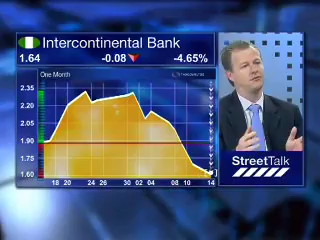 Intercontinental Bank
1.64 -0.08 -4.65%
One Month
2.35
2.20
2.05
1.90
1.75
1.60
18 20 24 26 30 02 04 08 10 14
StreetTalk